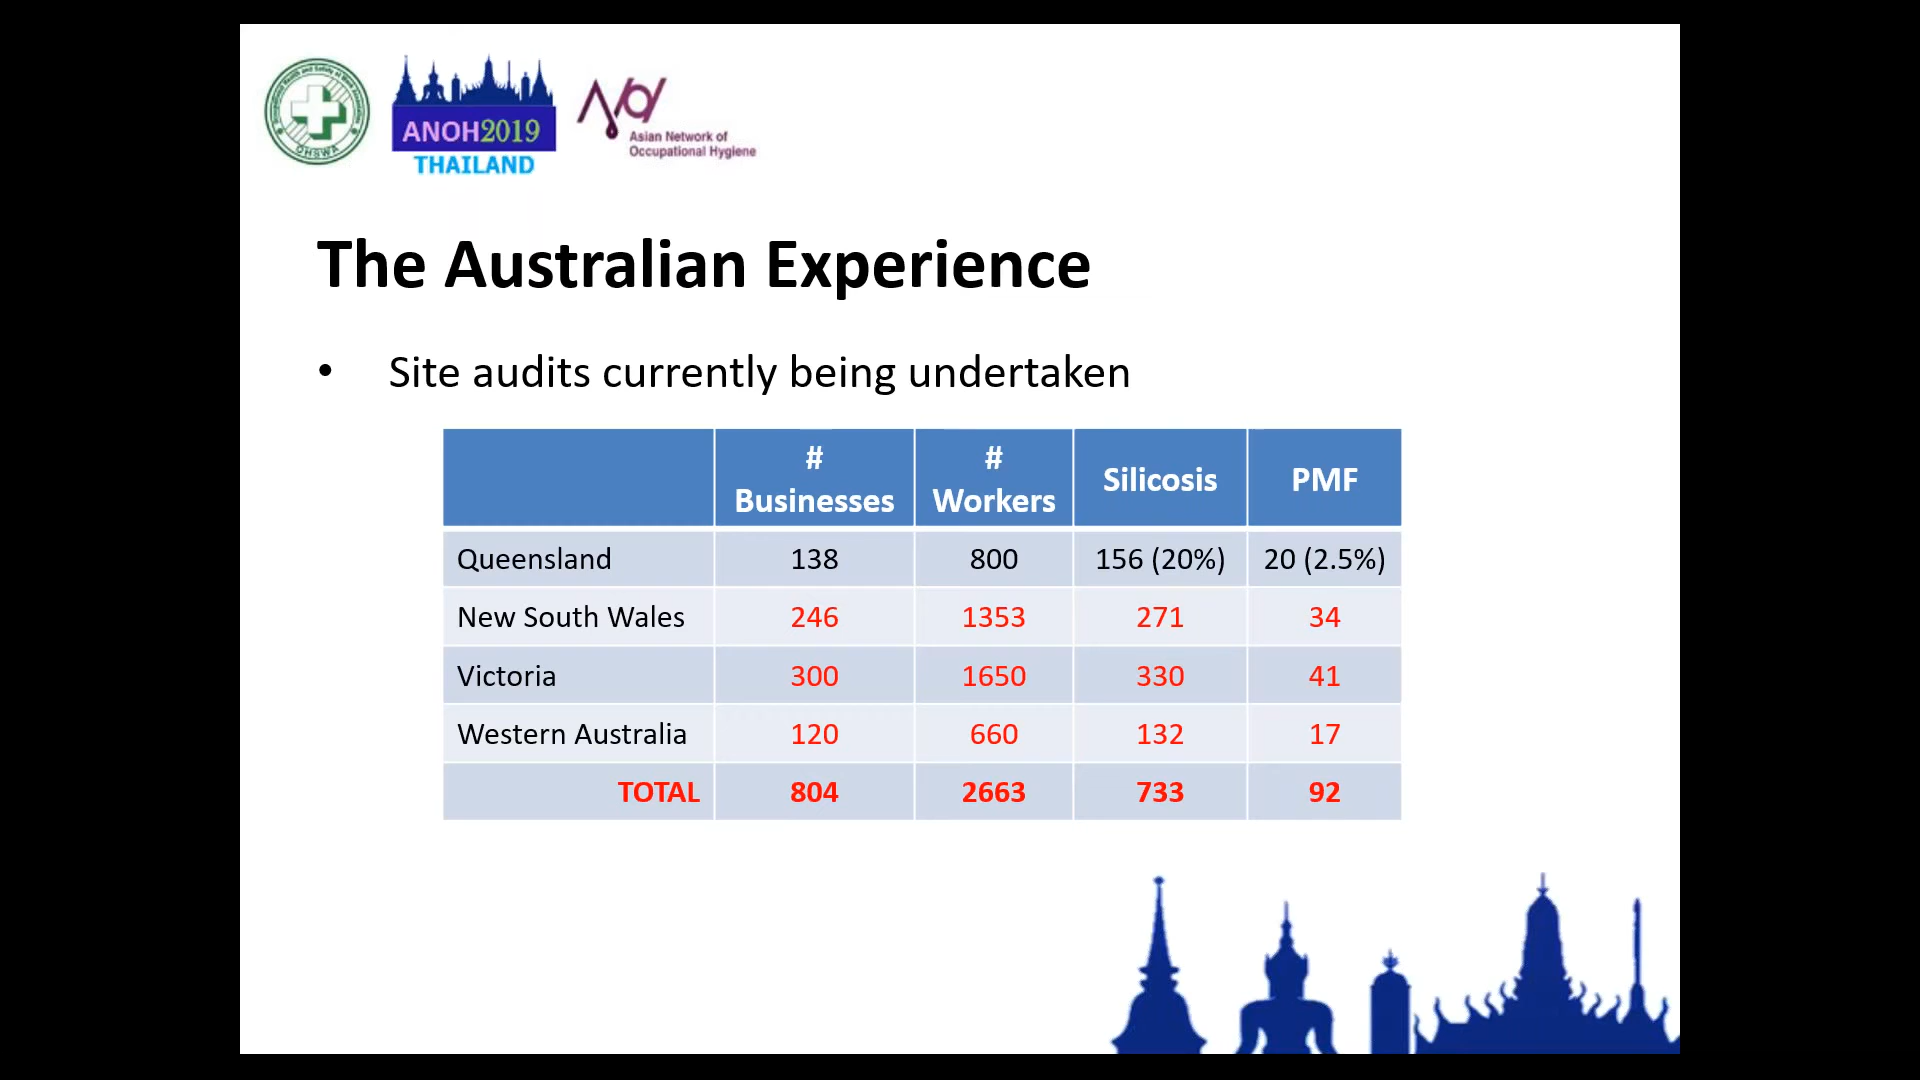 OHSWA
ANOH2019
THAILAND
Asian Network of
Occupational Hygiene
The Australian Experience
• Site audits currently being undertaken
# Businesses # Workers Silicosis PMF
Queensland 138 800 156 (20%) 20 (2.5%)
New South Wales 246 1353 271 34
Victoria 300 1650 330 41
Western Australia 120 660 132 17
TOTAL 804 2663 733 92